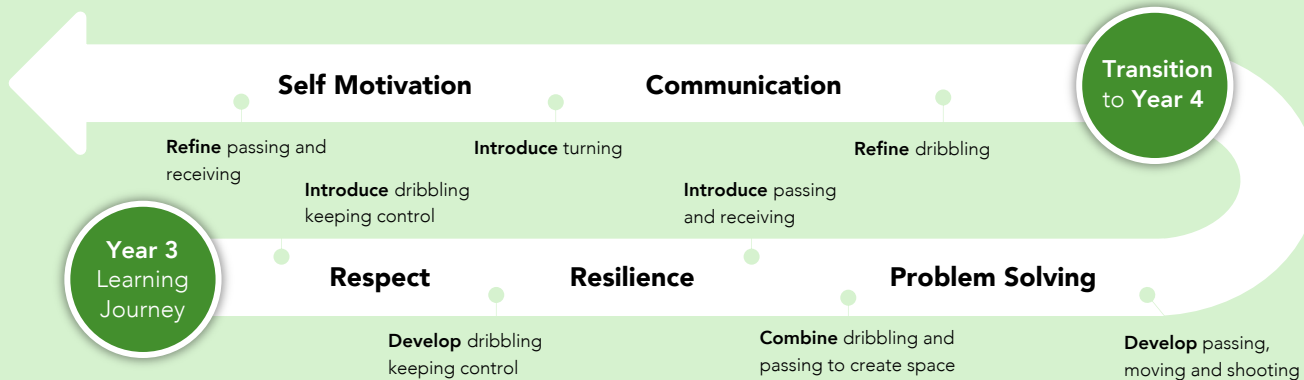 Self Motivation
Communication
Transition
to Year 4
Refine passing and
receiving
Introduce turning
Refine dribbling
Introduce dribbling
keeping control
Introduce passing
and receiving
Year 3
Learning
Journey
Respect
Resilience
Problem Solving
Develop dribbling
keeping control
Combine dribbling and
passing to create space
Develop passing,
moving and shooting